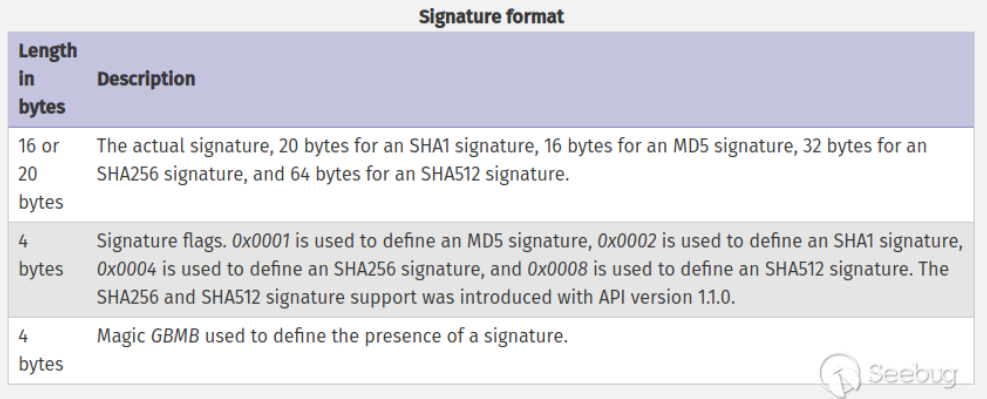 Signature format
Length
in
bytes
Description
16 or
20
bytes
The actual signature, 20 bytes for an SHA1 signature, 16 bytes for an MD5 signature, 32 bytes for an
SHA256 signature, and 64 bytes for an SHA512 signature.
4
bytes
Signature flags. 0x0001 is used to define an MD5 signature, 0x0002 is used to define an SHA1 signature,
0x0004 is used to define an SHA256 signature, and 0x0008 is used to define an SHA512 signature. The
SHA256 and SHA512 signature support was introduced with API version 1.1.0.
4
bytes
Magic GBMB used to define the presence of a signature.
Seebug